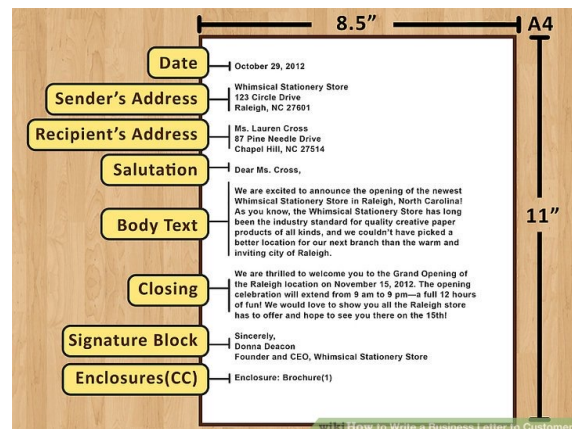 8.5”
A4
Date
October 29, 2012
Sender’s Address
Whimsical Stationery Store
123 Circle Drive
Raleigh, NC 27601
Recipient’s Address
Ms. Lauren Cross
87 Pine Needle Drive
Chapel Hill, NC 27514
Salutation
Dear Ms. Cross,
Body Text
We are excited to announce the opening of the newest
Whimsical Stationery Store in Raleigh, North Carolina!
As you know, the Whimsical Stationery Store has long
been the industry standard for quality creative paper
products of all kinds, and we couldn’t have picked a
better location for our next branch than the warm and
inviting city of Raleigh.
11”
Closing
We are thrilled to welcome you to the Grand Opening of
the Raleigh location on November 15, 2012. The opening
celebration will extend from 9 am to 9 pm—a full 12 hours
of fun! We would love to show you all the Raleigh store
has to offer and hope to see you there on the 15th!
Signature Block
Sincerely,
Donna Deacon
Founder and CEO, Whimsical Stationery Store
Enclosures(CC)
Enclosure: Brochure(1)
wikiHow to Write a Business Letter to Customer